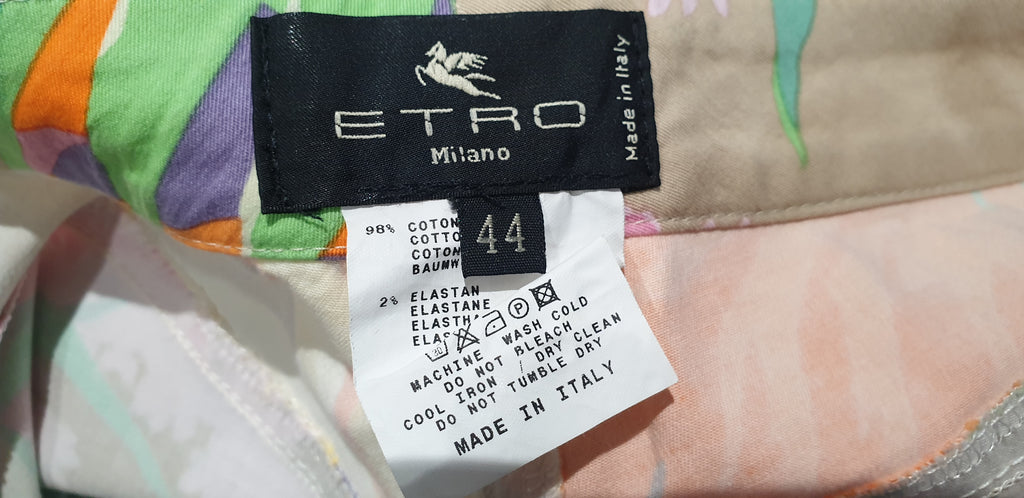 ETRO
Milano
Made in Italy
44
98% COTON
COTTO
COTON
BAUMW
2% ELASTAN
ELASTANE
ELASTH
ELAS
30
P
MACHINE WASH COLD
DO NOT BLEACH
COOL IRON / DRY CLEAN
DO NOT TUMBLE DRY
MADE IN ITALY